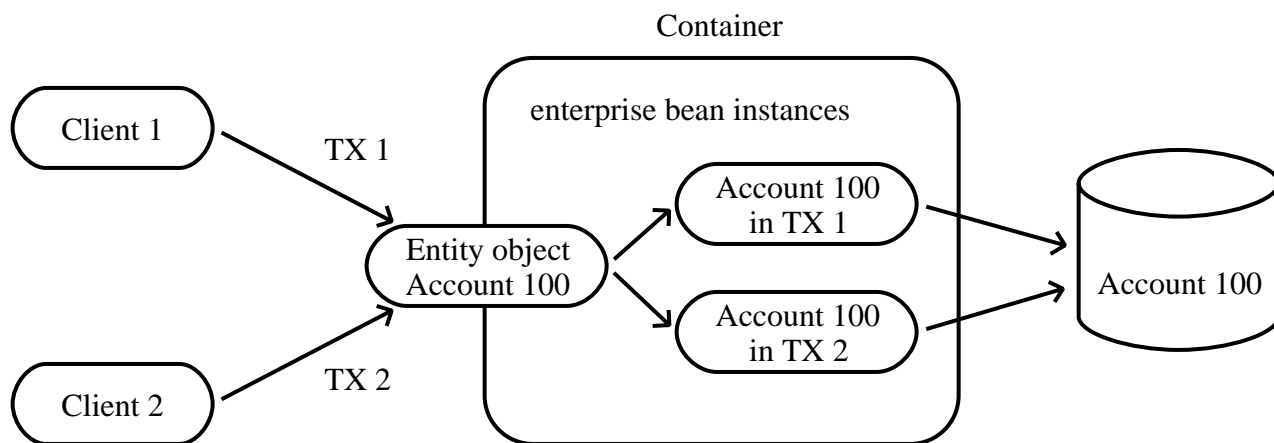 Container
enterprise bean instances
Client 1
TX 1
Account 100
in TX 1
Entity object
Account 100
Account 100
Account 100
in TX 2
TX 2
Client 2